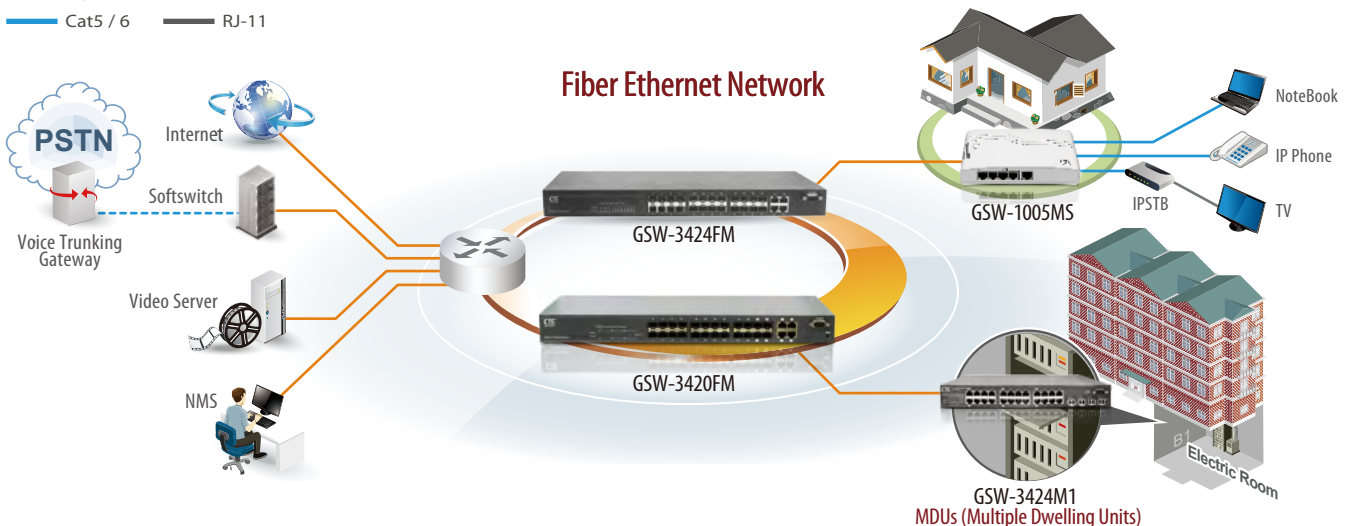 Cat5 / 6
RJ-11
Fiber Ethernet Network
PSTN
Internet
Softswitch
Voice Trunking
Gateway
Video Server
NMS
GSW-3424FM
GSW-3420FM
GSW-1005MS
NoteBook
IP Phone
IPSTB
TV
B1
Electric Room
GSW-3424M1
MDUs (Multiple Dwelling Units)